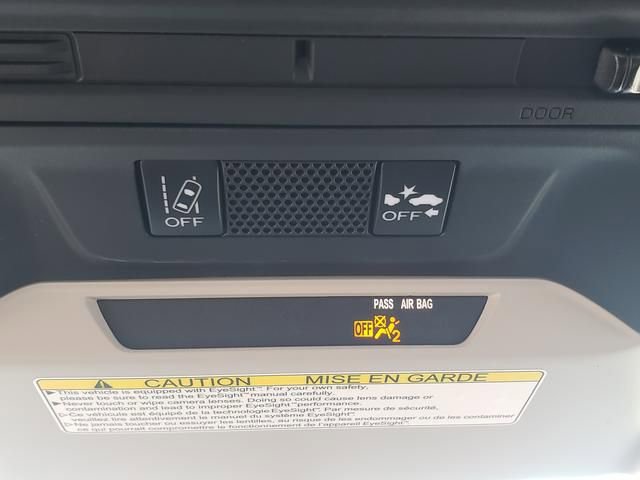 DOOR
OFF
OFF
PASS AIR BAG
OFF 2
CAUTION MISE EN GARDE
This vehicle is equipped with EyeSight™. For your own safety,
please be sure to read the EyeSight™ manual carefully.
Never touch or wipe camera lenses. Doing so could cause lens damage or
contamination and lead to improper EyeSight™ performance.
Ce véhicule est équipé de la technologie EyeSight™. Par mesure de sécurité,
veuillez lire attentivement le manuel du système EyeSight™.
Ne jamais toucher ou essuyer les lentilles, au risque de les endommager ou de les contaminer
ce qui pourrait compromettre le fonctionnement de l'appareil EyeSight™.